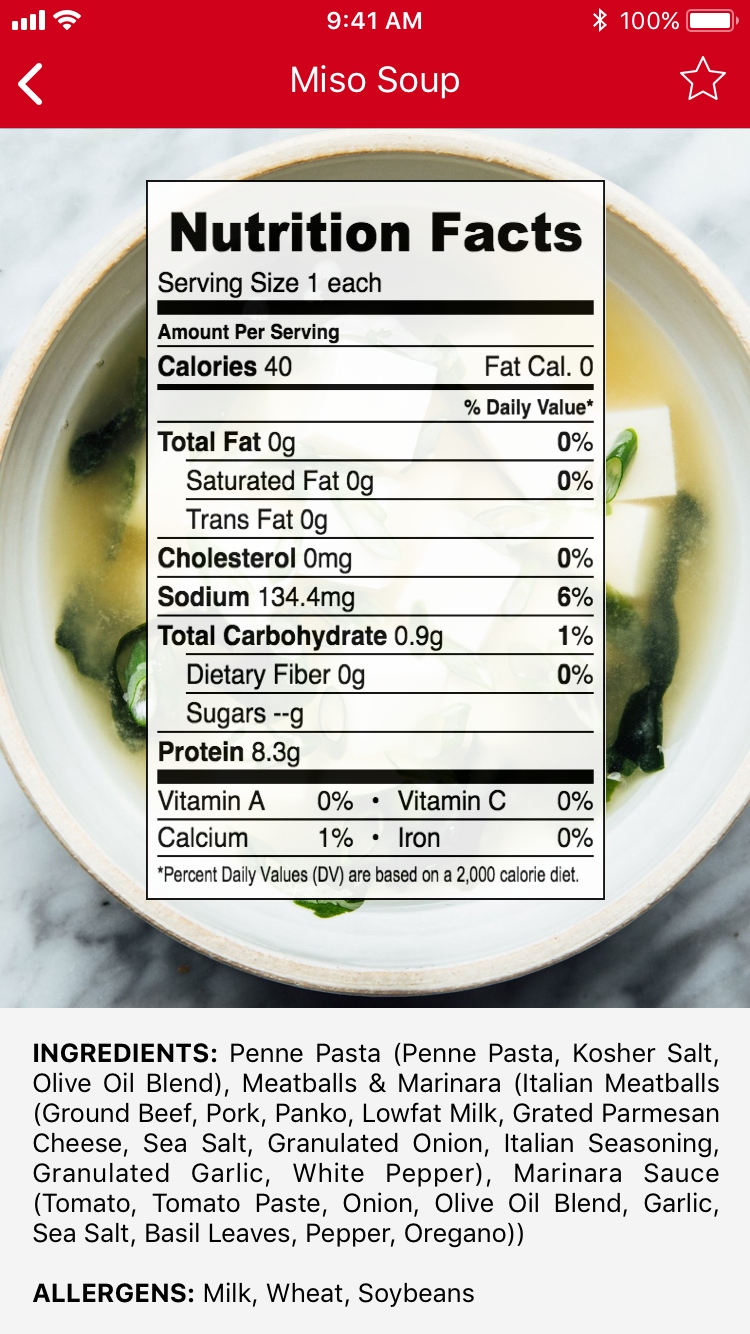 9:41 AM 100%
Miso Soup
Nutrition Facts
Serving Size 1 each
Amount Per Serving
Calories 40 Fat Cal. 0
% Daily Value*
Total Fat 0g 0%
Saturated Fat 0g 0%
Trans Fat 0g
Cholesterol 0mg 0%
Sodium 134.4mg 6%
Total Carbohydrate 0.9g 1%
Dietary Fiber 0g 0%
Sugars --g
Protein 8.3g
Vitamin A 0% • Vitamin C 0%
Calcium 1% • Iron 0%
*Percent Daily Values (DV) are based on a 2,000 calorie diet.
INGREDIENTS: Penne Pasta (Penne Pasta, Kosher Salt,
Olive Oil Blend), Meatballs & Marinara (Italian Meatballs
(Ground Beef, Pork, Panko, Lowfat Milk, Grated Parmesan
Cheese, Sea Salt, Granulated Onion, Italian Seasoning,
Granulated Garlic, White Pepper), Marinara Sauce
(Tomato, Tomato Paste, Onion, Olive Oil Blend, Garlic,
Sea Salt, Basil Leaves, Pepper, Oregano))
ALLERGENS: Milk, Wheat, Soybeans